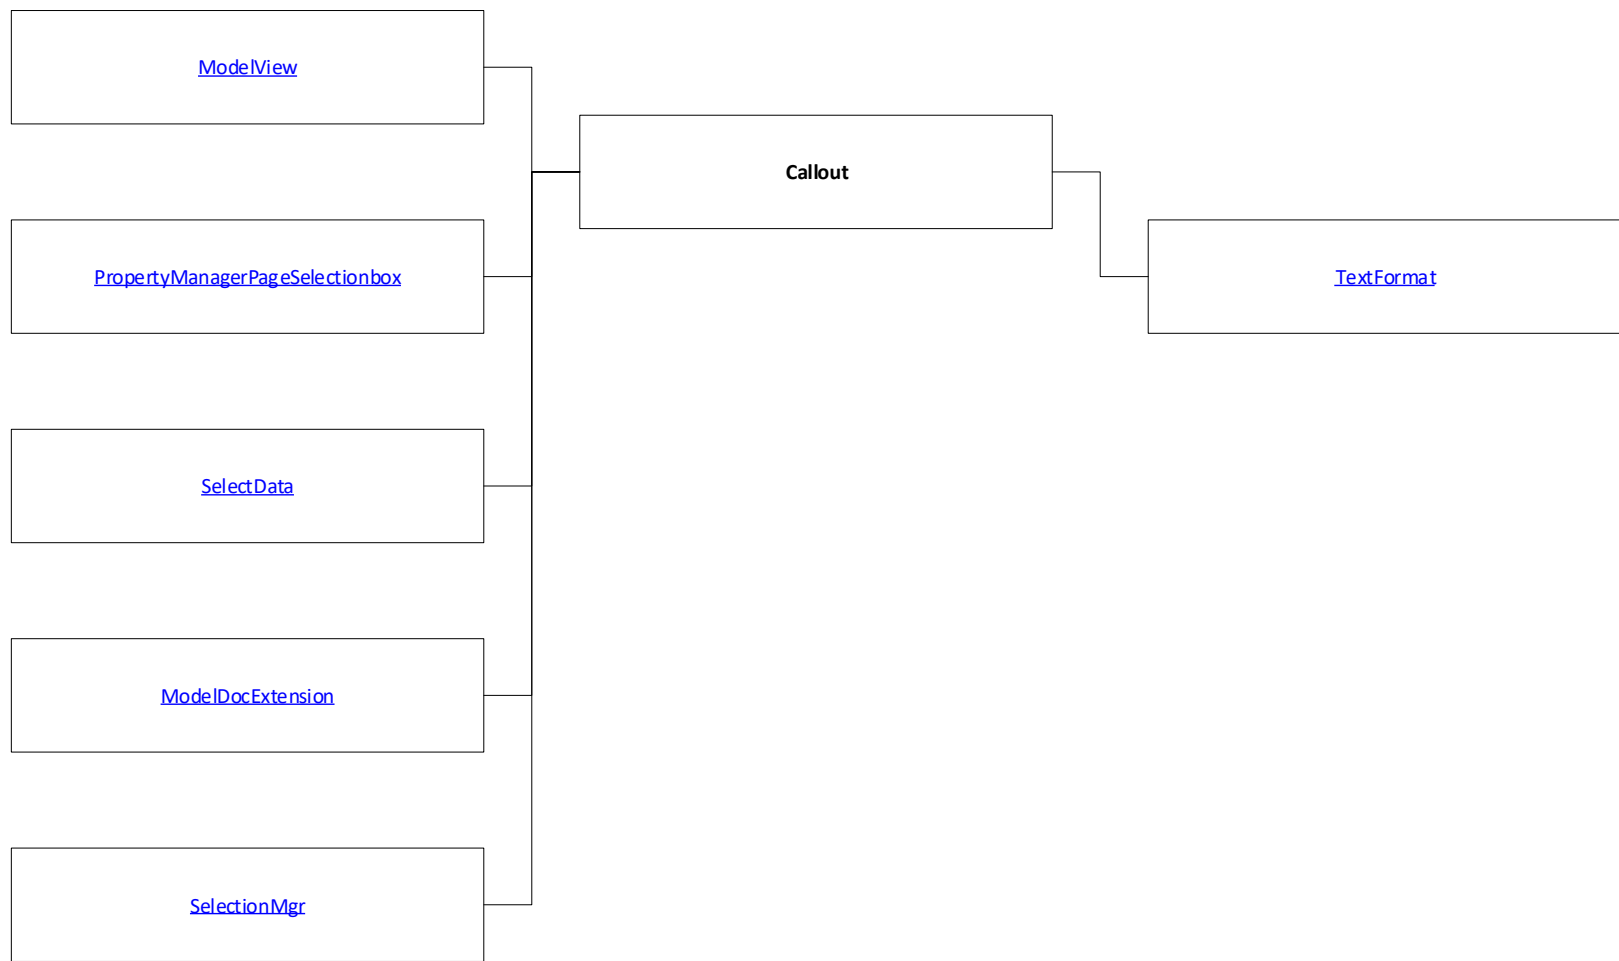 ModelView
Callout
PropertyManagerPageSelectionbox
TextFormat
SelectData
ModelDocExtension
SelectionMgr